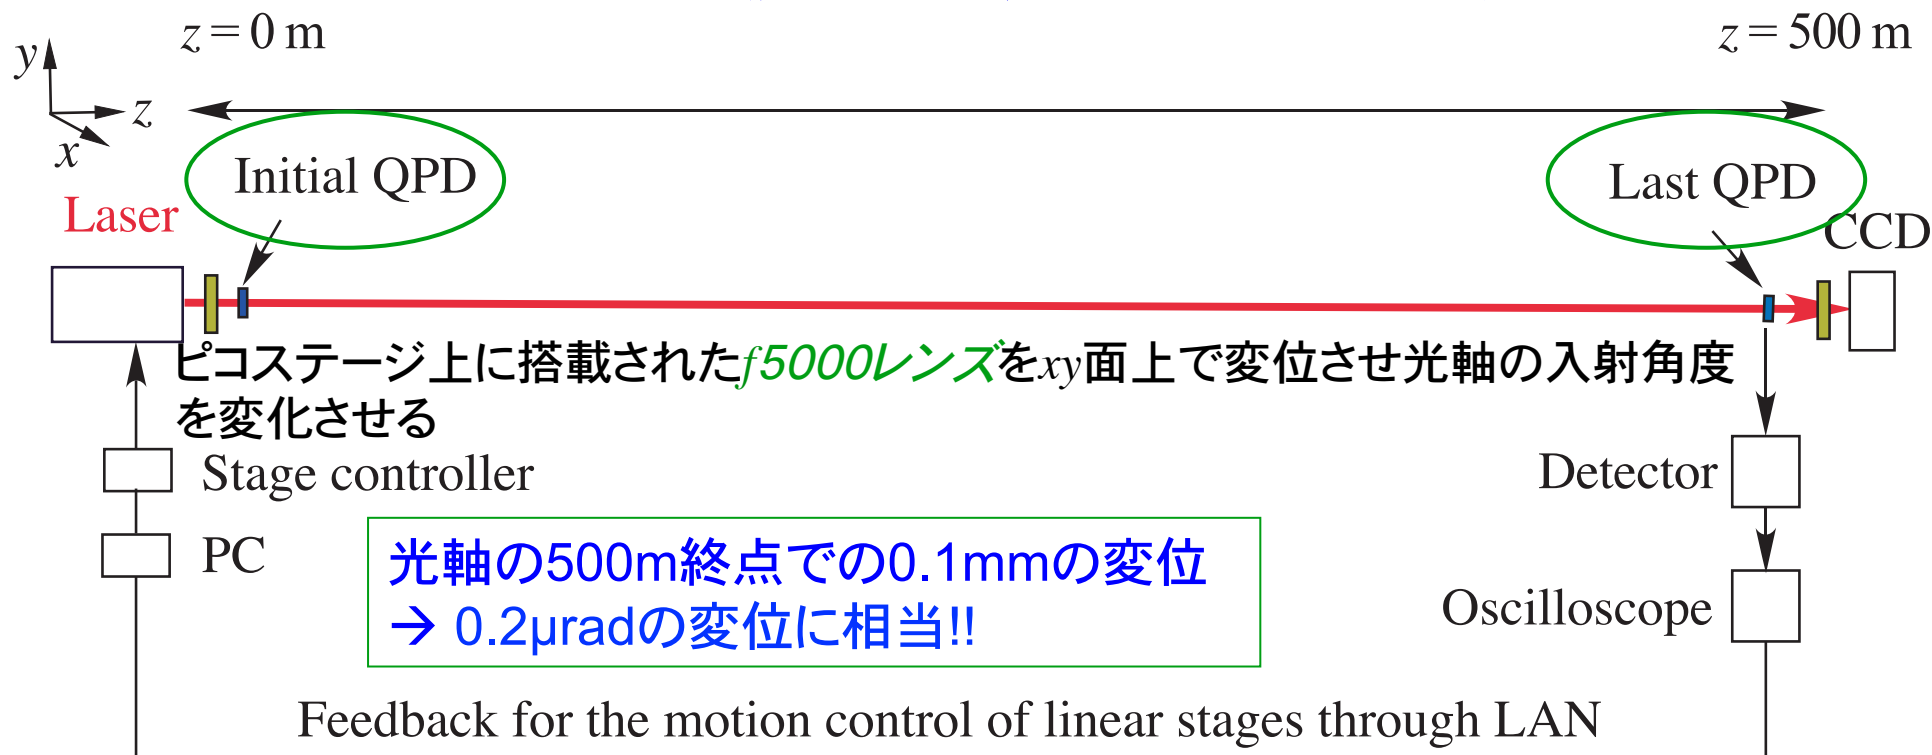 z = 0 m
z = 500 m
y
z
x
Initial QPD
Last QPD
Laser
CCD
ピコステージ上に搭載されたf5000レンズをxy面上で変位させ光軸の入射角度
を変化させる
Stage controller
Detector
PC
光軸の500m終点での0.1mmの変位
→ 0.2μradの変位に相当!!
Oscilloscope
Feedback for the motion control of linear stages through LAN